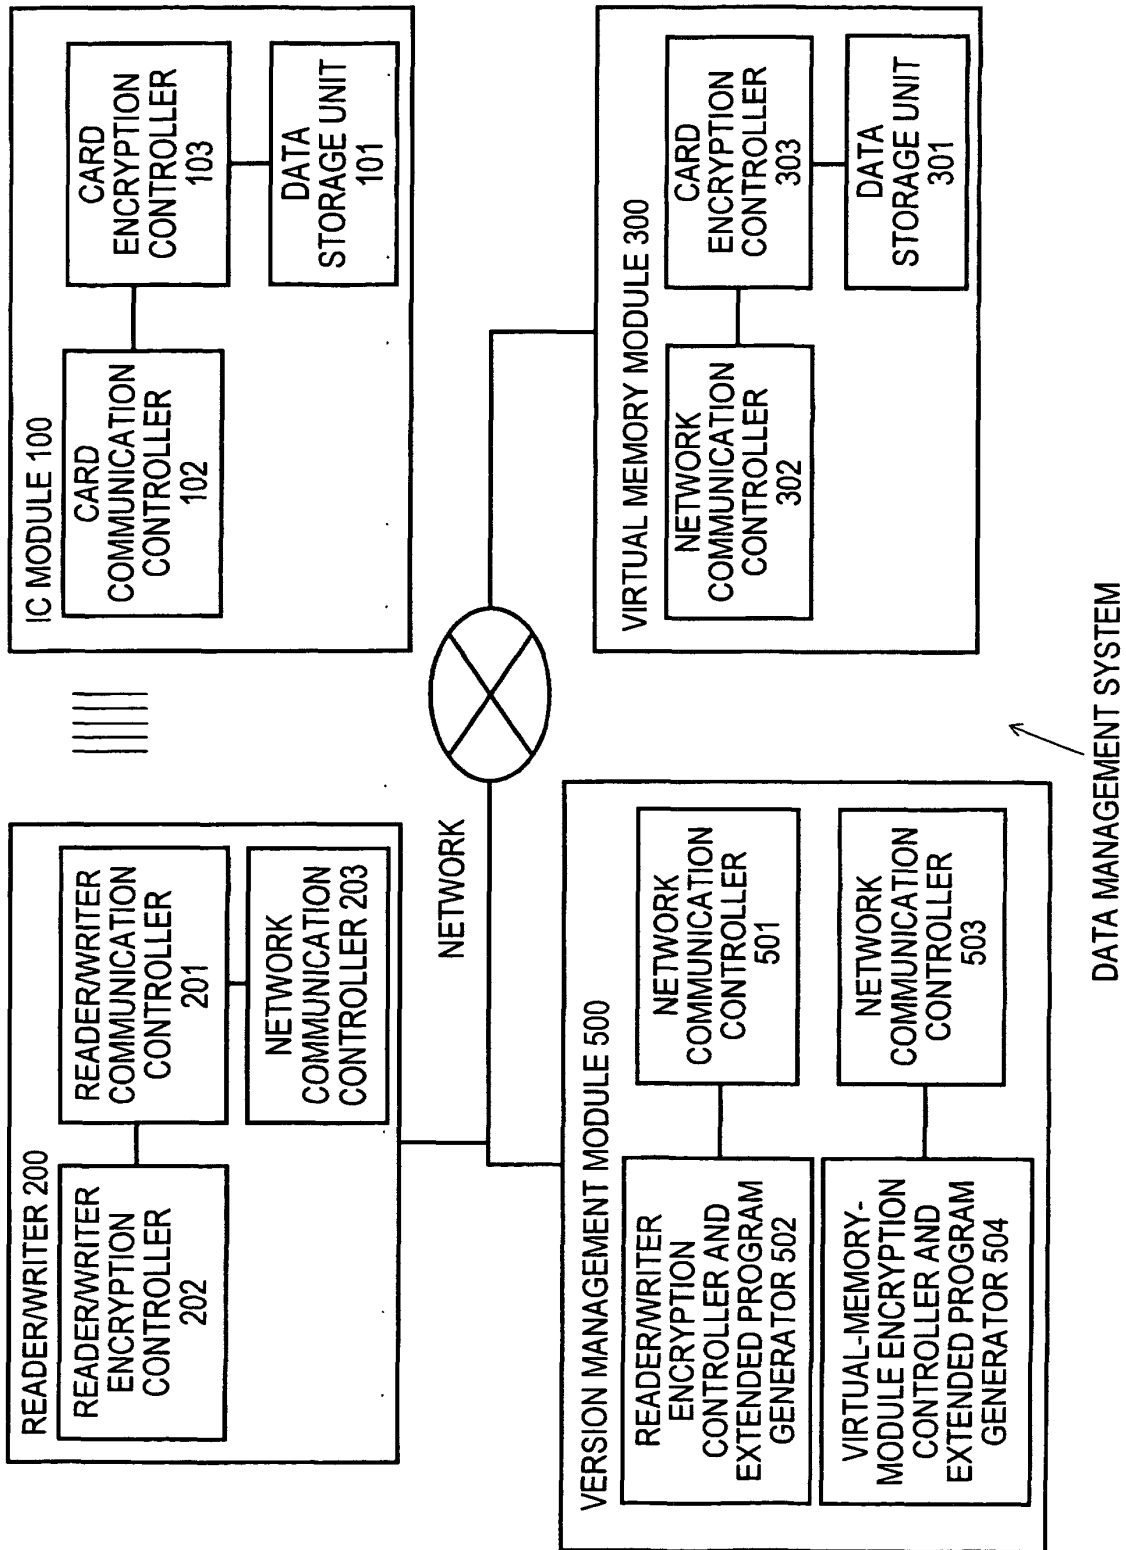 READER/WRITER 200
READER/WRITER
ENCRYPTION
CONTROLLER
202
READER/WRITER
COMMUNICATION
CONTROLLER
201
NETWORK
COMMUNICATION
CONTROLLER 203
IC MODULE 100
CARD
COMMUNICATION
CONTROLLER
102
CARD
ENCRYPTION
CONTROLLER
103
DATA
STORAGE UNIT
101
NETWORK
VERSION MANAGEMENT MODULE 500
READER/WRITER
ENCRYPTION
CONTROLLER AND
EXTENDED PROGRAM
GENERATOR 502
NETWORK
COMMUNICATION
CONTROLLER
501
VIRTUAL-MEMORY-
MODULE ENCRYPTION
CONTROLLER AND
EXTENDED PROGRAM
GENERATOR 504
NETWORK
COMMUNICATION
CONTROLLER
503
VIRTUAL MEMORY MODULE 300
NETWORK
COMMUNICATION
CONTROLLER
302
CARD
ENCRYPTION
CONTROLLER
303
DATA
STORAGE UNIT
301
DATA MANAGEMENT SYSTEM